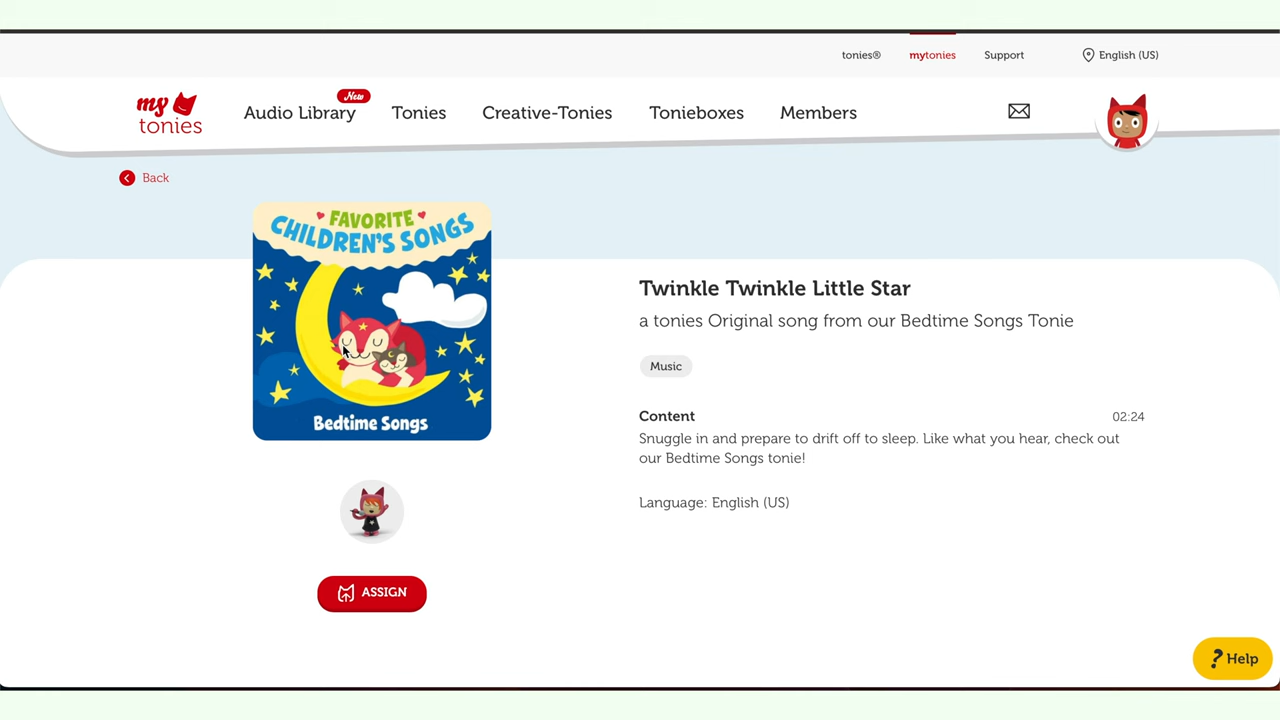 tonies® mytonies Support English (US)
my tonies
Audio Library New Tonies Creative-Tonies Tonieboxes Members
Back
FAVORITE
CHILDREN'S SONGS
Bedtime Songs
ASSIGN
Twinkle Twinkle Little Star
a tonies Original song from our Bedtime Songs Tonie
Music
Content 02:24
Snuggle in and prepare to drift off to sleep. Like what you hear, check out
our Bedtime Songs tonie!
Language: English (US)
? Help